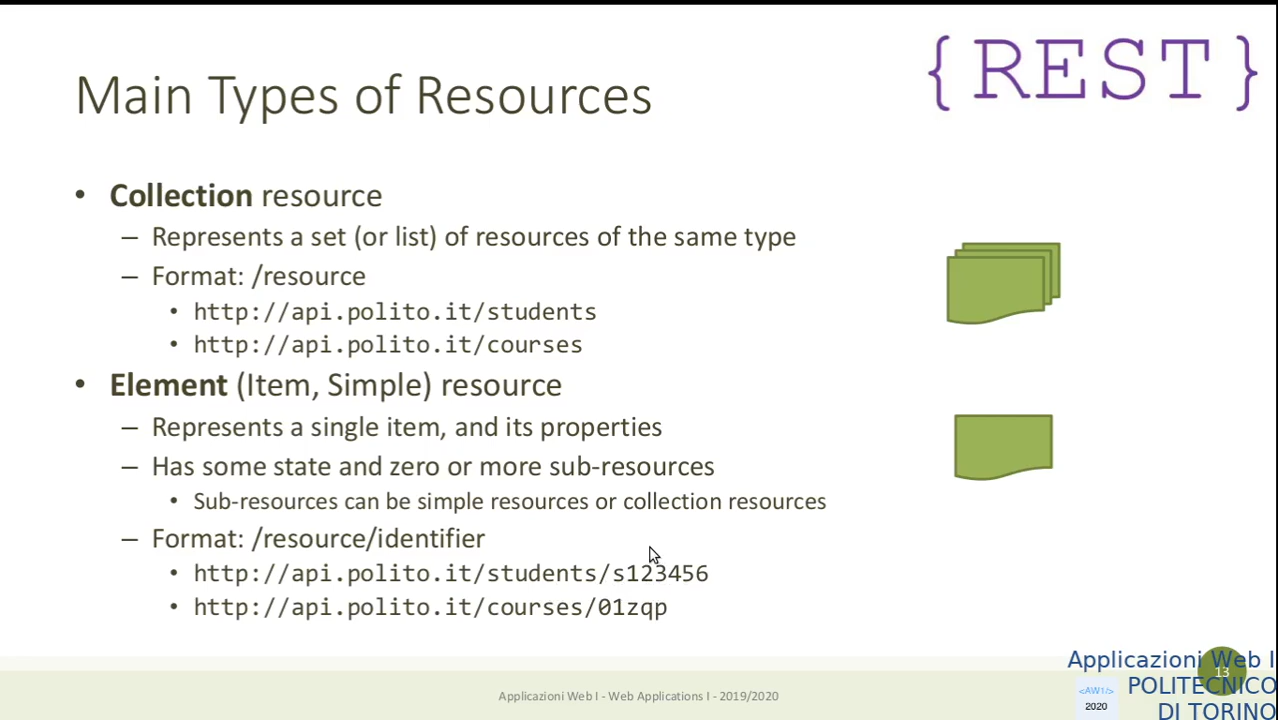 {REST}
Main Types of Resources
• Collection resource
– Represents a set (or list) of resources of the same type
– Format: /resource
• http://api.polito.it/students
• http://api.polito.it/courses
• Element (Item, Simple) resource
– Represents a single item, and its properties
– Has some state and zero or more sub-resources
• Sub-resources can be simple resources or collection resources
– Format: /resource/identifier
• http://api.polito.it/students/s123456
• http://api.polito.it/courses/01zqp
Applicazioni Web I - Web Applications I - 2019/2020
13
Applicazioni Web I
POLITECNICO
DI TORINO
<AW1/>
2020